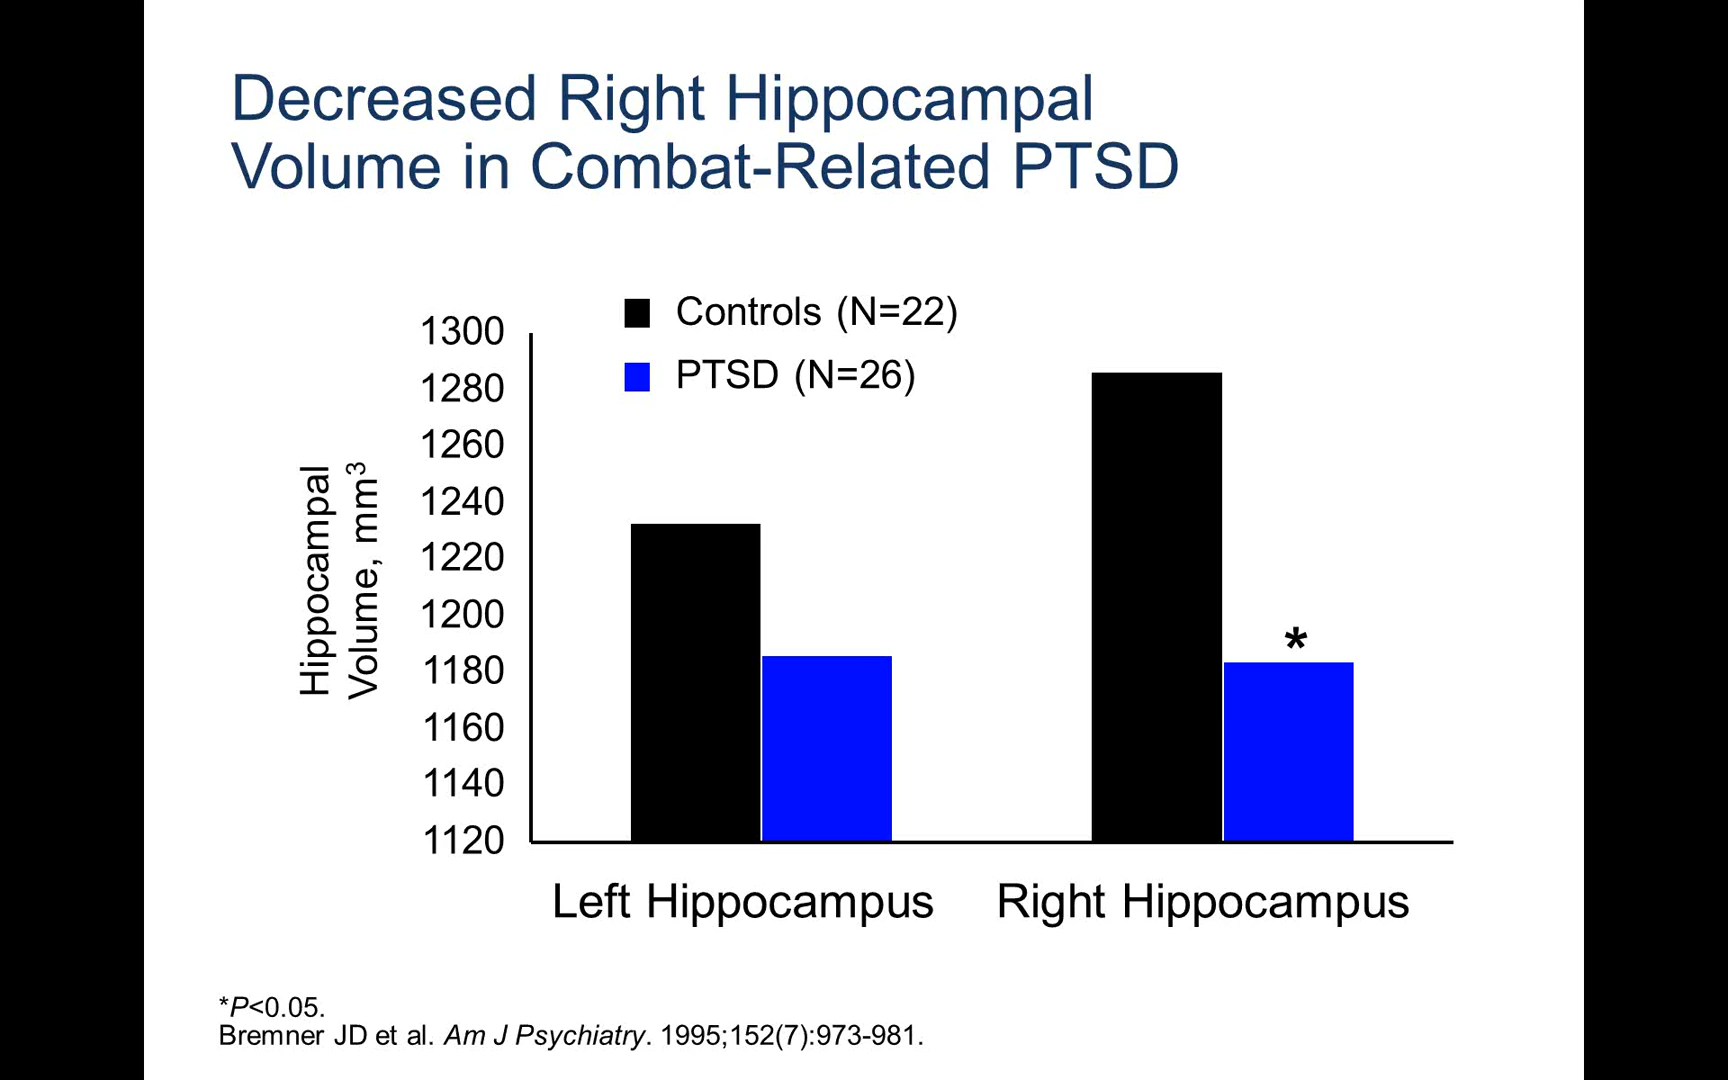 Decreased Right Hippocampal
Volume in Combat-Related PTSD
Controls (N=22)
PTSD (N=26)
Hippocampal
Volume, mm³
1300
1280
1260
1240
1220
1200
1180
1160
1140
1120
*
Left Hippocampus
Right Hippocampus
*P<0.05.
Bremner JD et al. Am J Psychiatry. 1995;152(7):973-981.